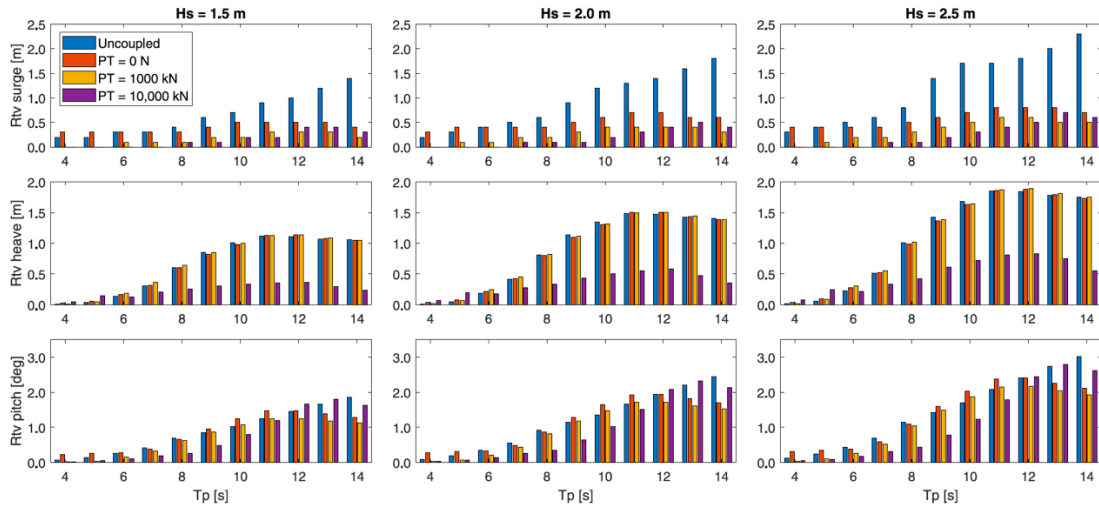 Hs = 1.5 m Hs = 2.0 m Hs = 2.5 m
Rtv surge [m]
2.5 2.0 1.5 1.0 0.5 0.0
Uncoupled
PT = 0 N
PT = 1000 kN
PT = 10,000 kN
4 6 8 10 12 14
2.5 2.0 1.5 1.0 0.5 0.0
4 6 8 10 12 14
2.5 2.0 1.5 1.0 0.5 0.0
4 6 8 10 12 14
Rtv heave [m]
2.0 1.5 1.0 0.5 0.0
4 6 8 10 12 14
2.0 1.5 1.0 0.5 0.0
4 6 8 10 12 14
2.0 1.5 1.0 0.5 0.0
4 6 8 10 12 14
Rtv pitch [deg]
3.0 2.0 1.0 0.0
4 6 8 10 12 14
Tp [s]
3.0 2.0 1.0 0.0
4 6 8 10 12 14
Tp [s]
3.0 2.0 1.0 0.0
4 6 8 10 12 14
Tp [s]